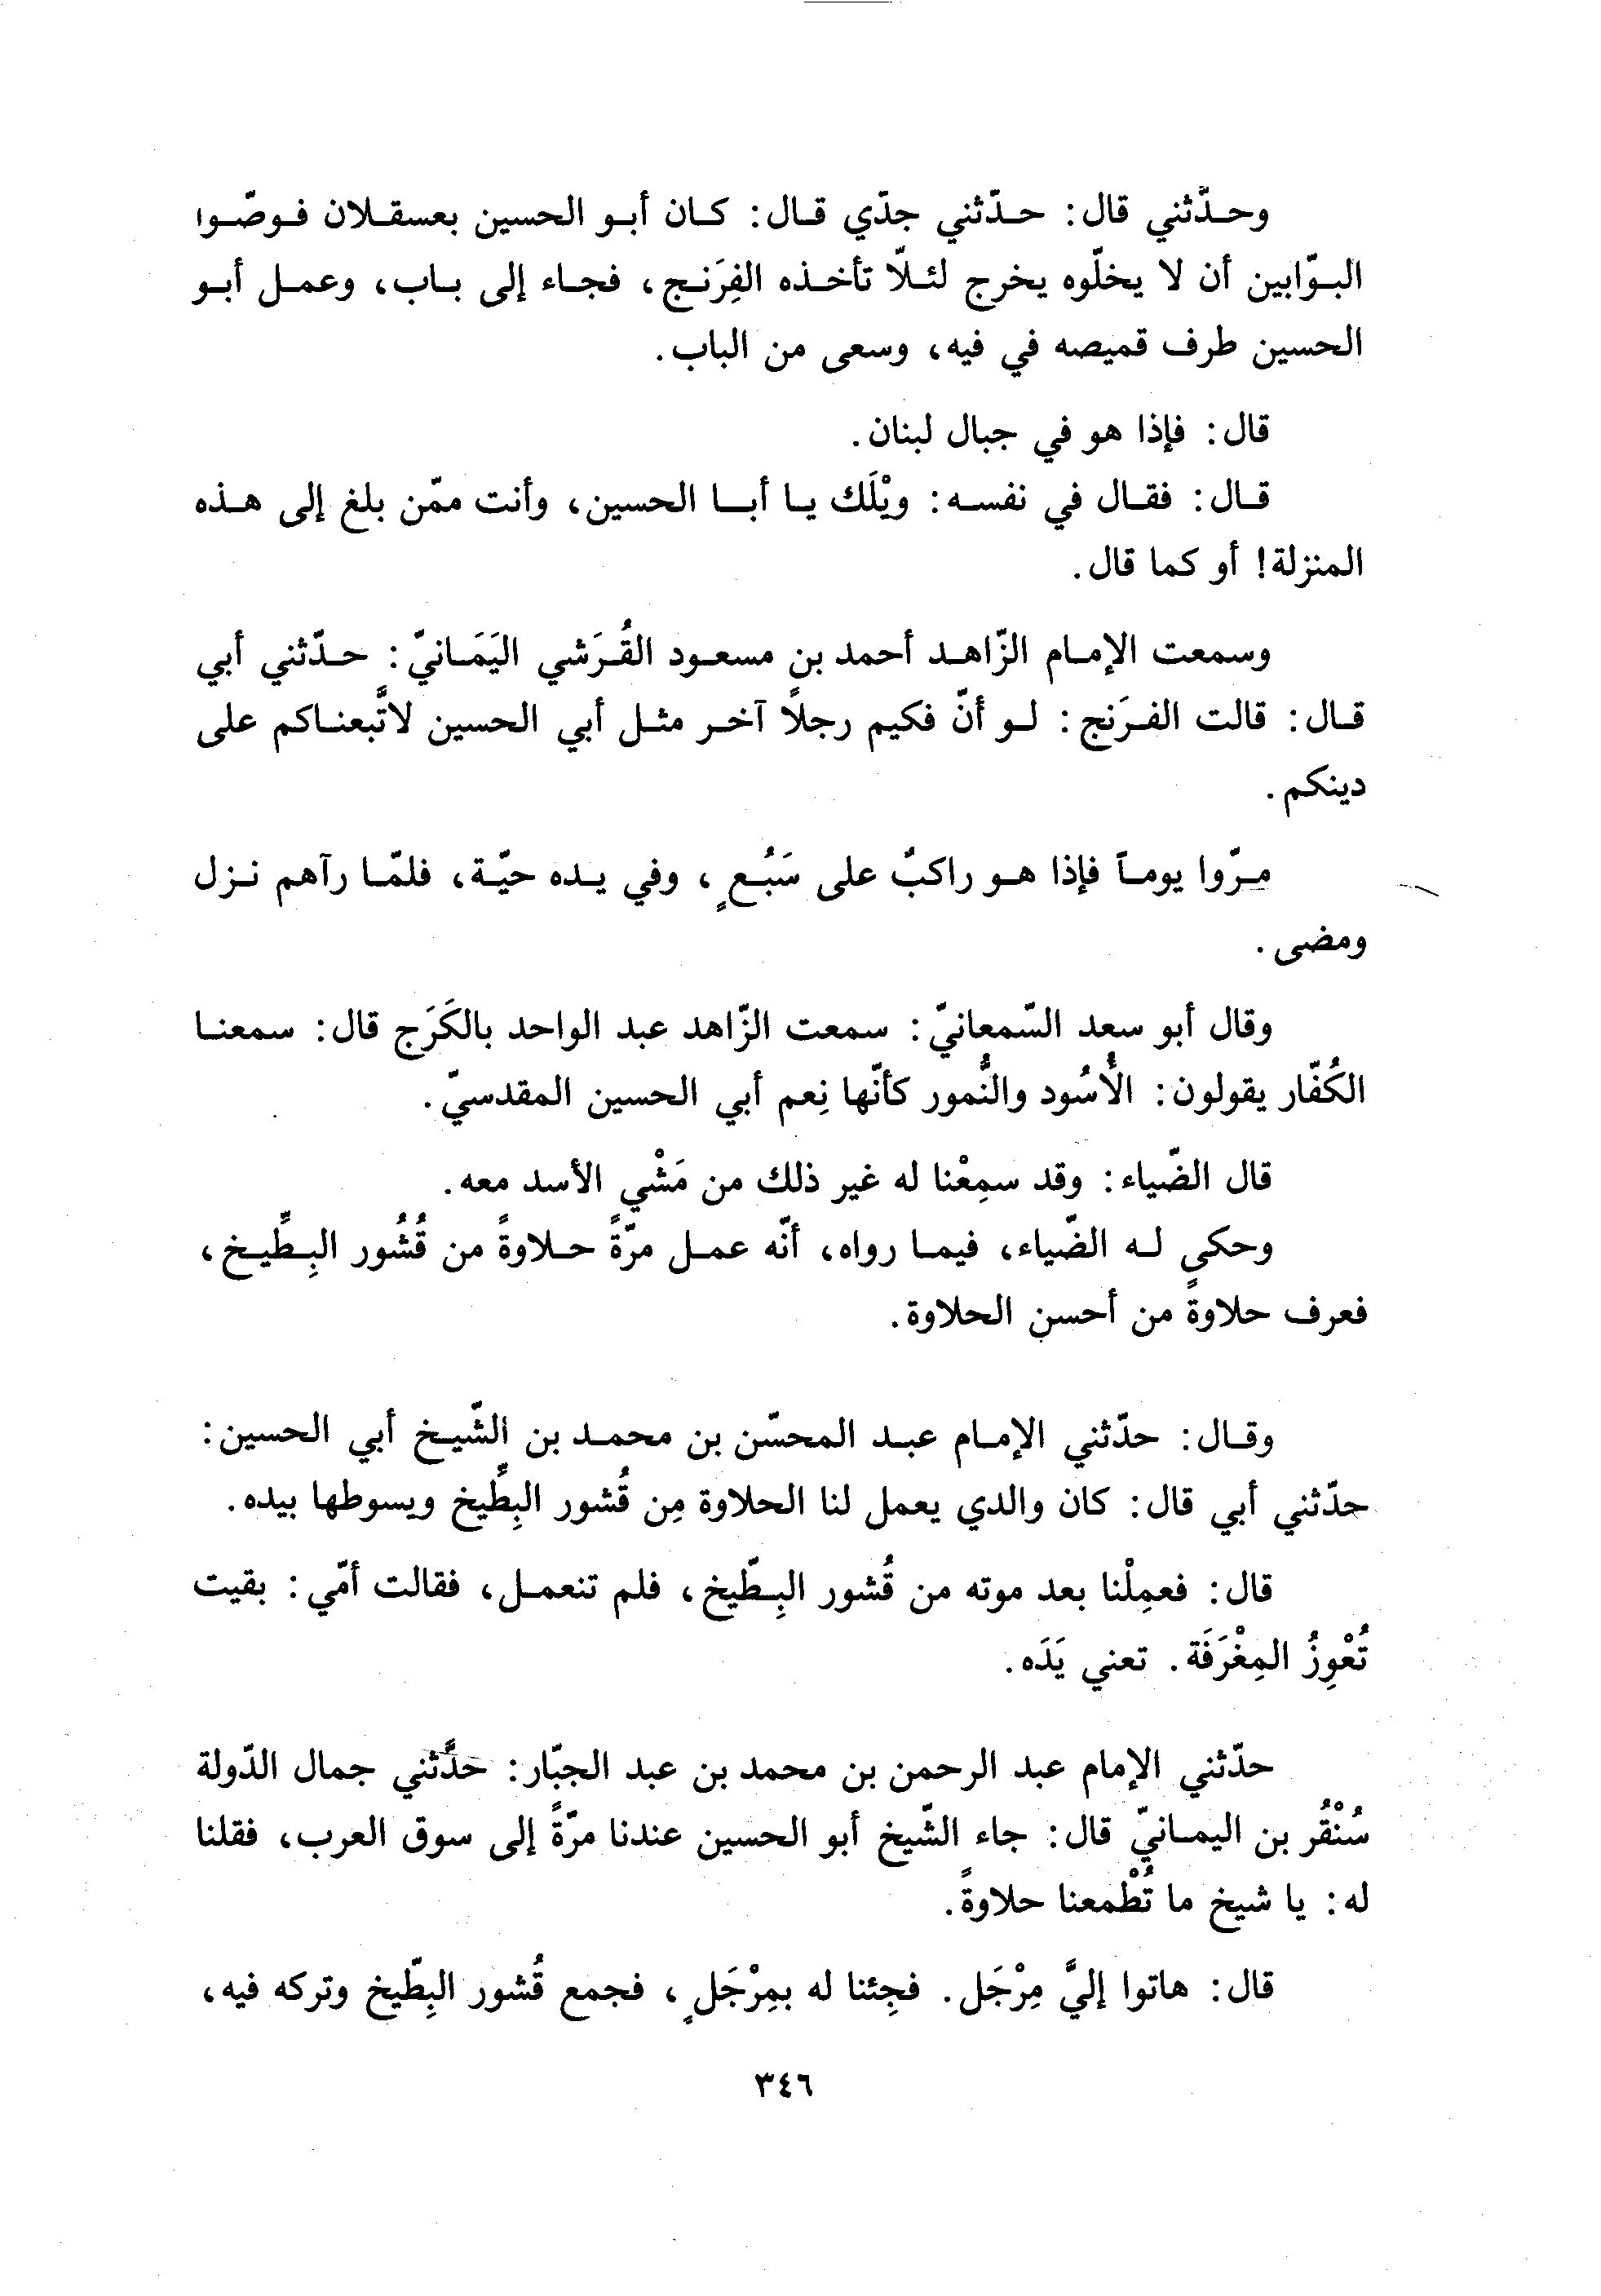 وحدّثني قال: حدّثني جدّي قال: كان أبو الحسين بعسقلان فوصّوا
البوّابين أن لا يخلّوه يخرج لئلّا تأخذه الفِرَنج، فجاء إلى باب، وعمل أبو
الحسين طرف قميصه في فيه، وسعى من الباب.
قال: فإذا هو في جبال لبنان.
قال: فقال في نفسه: ويْلَك يا أبا الحسين، وأنت ممّن بلغ إلى هذه
المنزلة! أو كما قال.
وسمعت الإمام الزّاهد أحمد بن مسعود القُرَشي اليَمَانيّ: حدّثني أبي
قال: قالت الفرَنج: لو أنّ فكيم رجلاً آخر مثل أبي الحسين لاتَّبعناكم على
دينكم.
مرّوا يوماً فإذا هو راكبٌ على سَبُعٍ، وفي يده حيّة، فلمّا رآهم نزل
ومضى.
وقال أبو سعد السّمعانيّ: سمعت الزّاهد عبد الواحد بالكَرَج قال: سمعنا
الكُفّار يقولون: الأُسُود والنُّمور كأنّها نِعم أبي الحسين المقدسيّ.
قال الضّياء: وقد سمِعْنا له غير ذلك من مَشْي الأسد معه.
وحكى له الضّياء، فيما رواه، أنّه عمل مرّةً حلاوةً من قُشُور البِطِّيخ،
فعرف حلاوةً من أحسن الحلاوة.
وقال: حدّثني الإمام عبد المحسّن بن محمد بن الشّيخ أبي الحسين:
حدّثني أبي قال: كان والدي يعمل لنا الحلاوة مِن قُشور البِطِّيخ ويسوطها بيده.
قال: فعمِلْنا بعد موته من قُشور البِطّيخ، فلم تنعمل، فقالت أمّي: بقيت
تُعْوِزُ المِغْرَفَة. تعني يَدَه.
حدّثني الإمام عبد الرحمن بن محمد بن عبد الجبّار: حدَّثني جمال الدّولة
سُنْقُر بن اليمانيّ قال: جاء الشّيخ أبو الحسين عندنا مرّةً إلى سوق العرب، فقلنا
له: يا شيخ ما تُطْمعنا حلاوةً.
قال: هاتوا إليَّ مِرْجَل. فجِئنا له بمِرْجَلٍ، فجمع قُشور البِطّيخ وتركه فيه،
٣٤٦